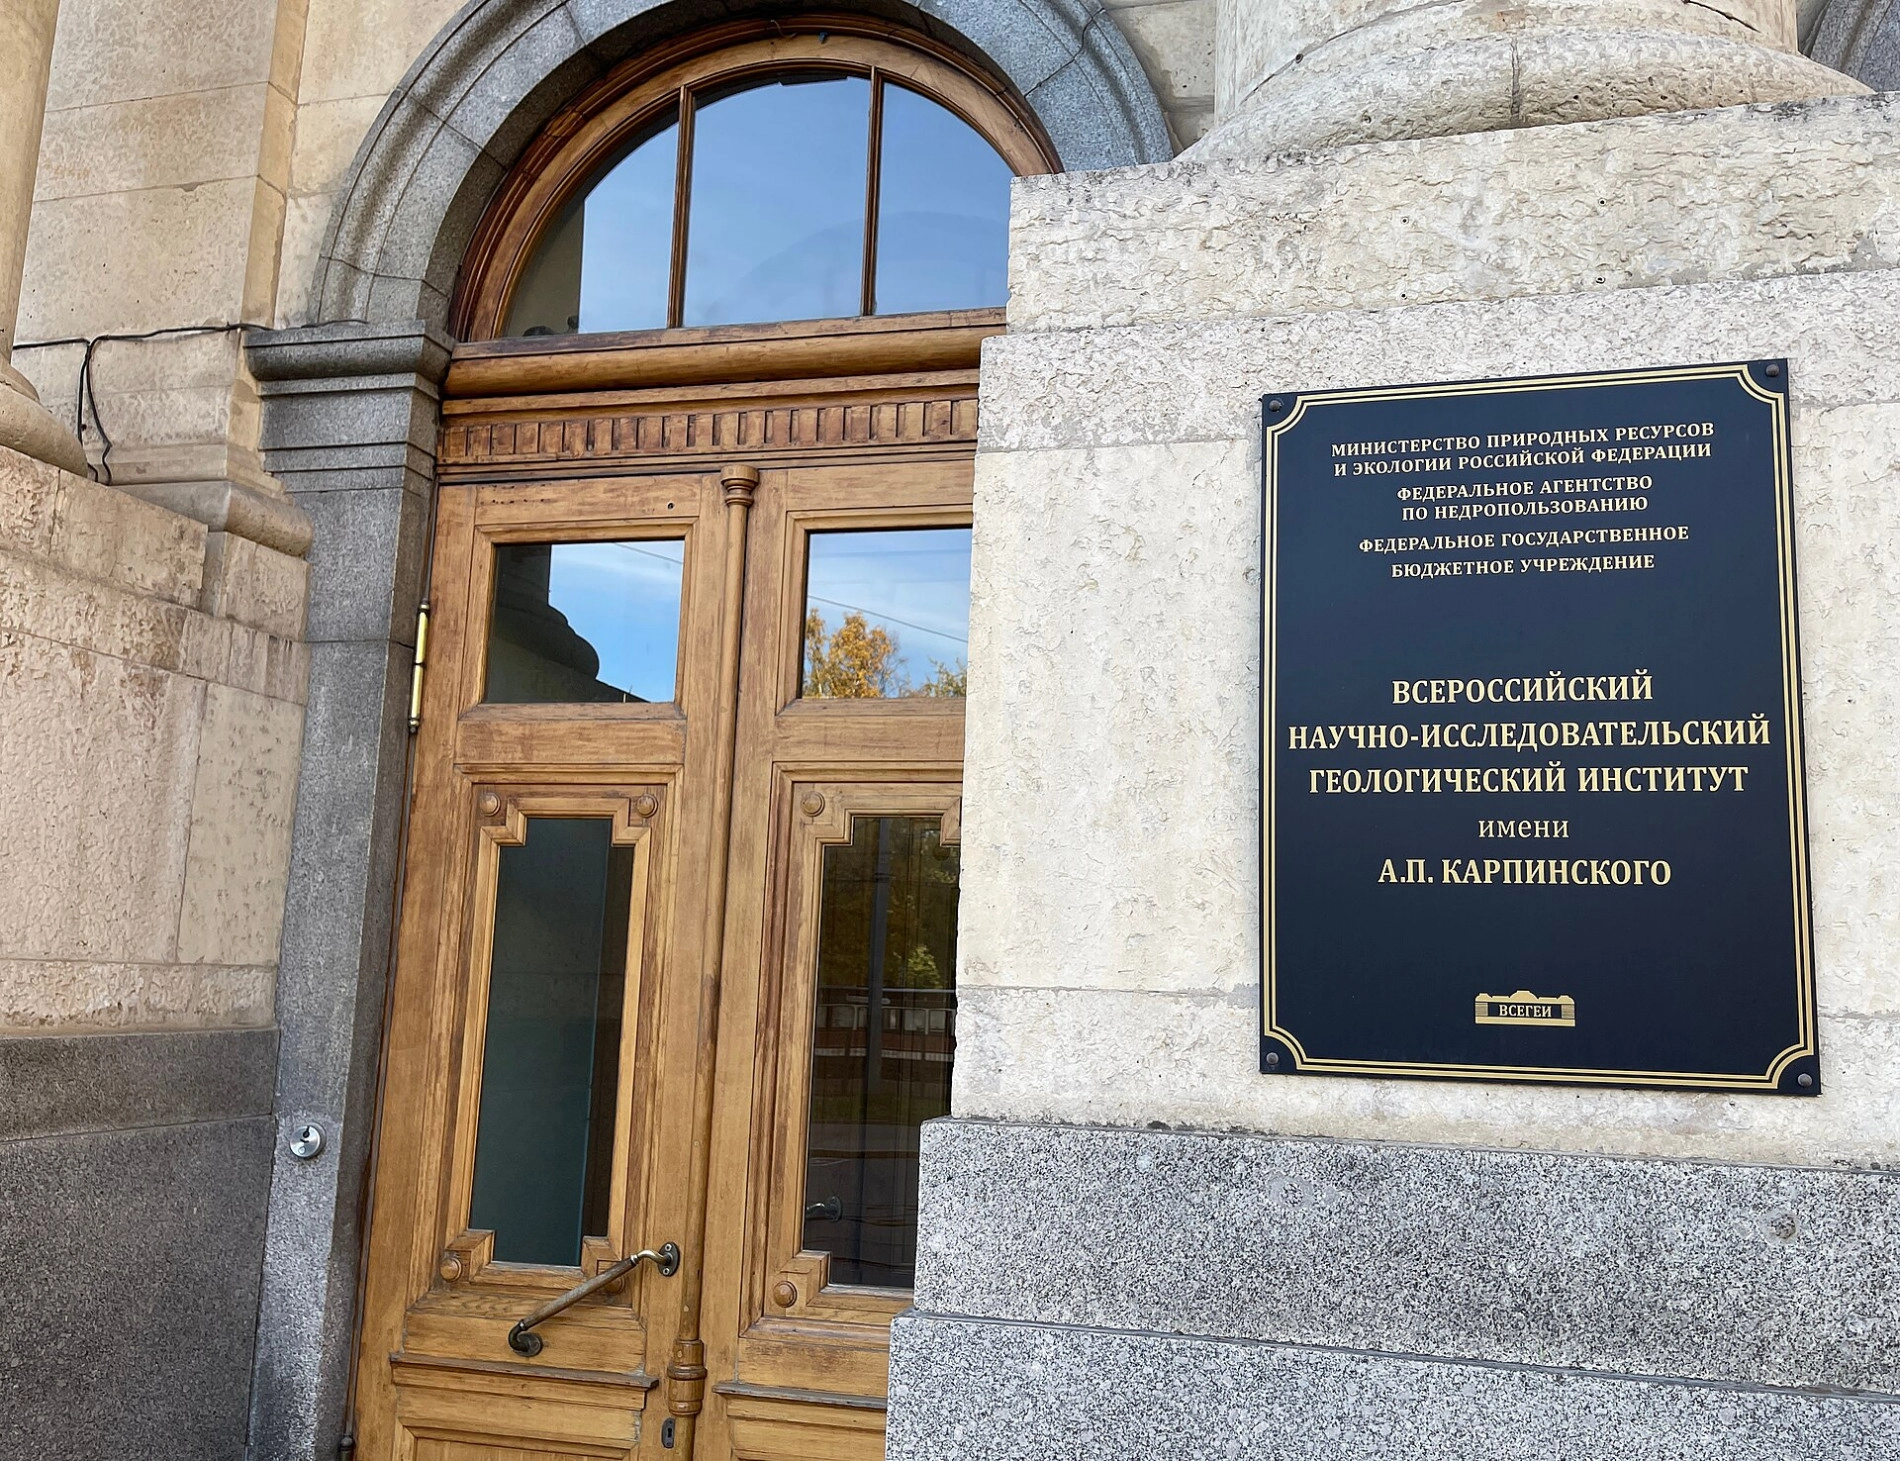 МИНИСТЕРСТВО ПРИРОДНЫХ РЕСУРСОВ
И ЭКОЛОГИИ РОССИЙСКОЙ ФЕДЕРАЦИИ
ФЕДЕРАЛЬНОЕ АГЕНТСТВО
ПО НЕДРОПОЛЬЗОВАНИЮ
ФЕДЕРАЛЬНОЕ ГОСУДАРСТВЕННОЕ
БЮДЖЕТНОЕ УЧРЕЖДЕНИЕ
ВСЕРОССИЙСКИЙ
НАУЧНО-ИССЛЕДОВАТЕЛЬСКИЙ
ГЕОЛОГИЧЕСКИЙ ИНСТИТУТ
имени
А.П. КАРПИНСКОГО
ВСЕГЕИ